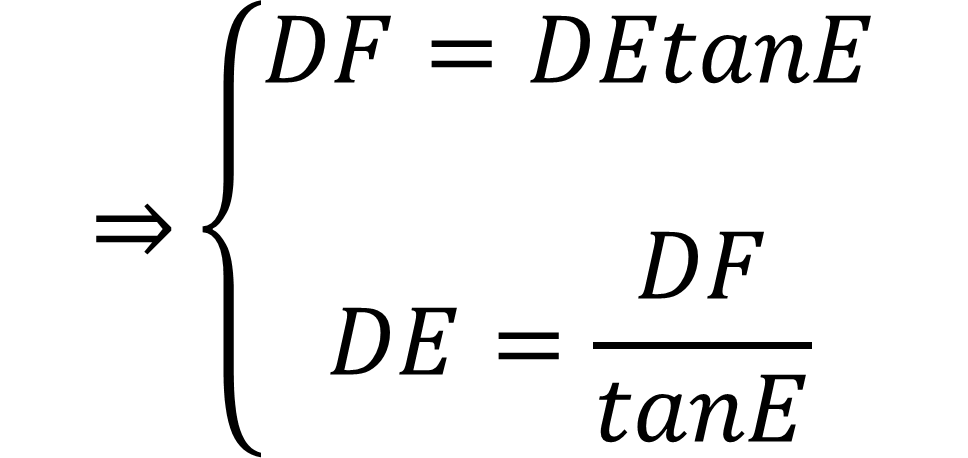 DF = DEtanE
⇒ {
DE = DF / tanE